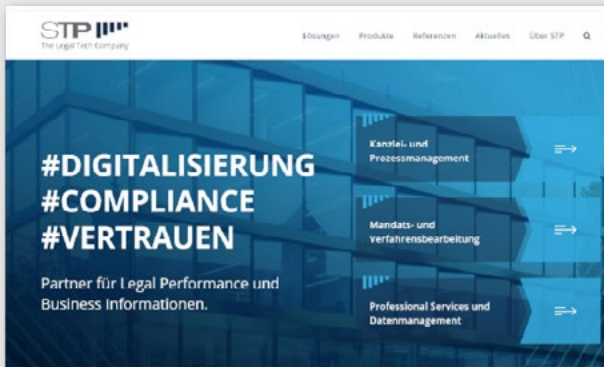 STP
The Legal Tech Company
Lösungen Produkte Referenzen Aktuelles Über STP
#DIGITALISIERUNG
#COMPLIANCE
#VERTRAUEN
Partner für Legal Performance und
Business Informationen.
Kanzlei- und
Prozessmanagement
Mandats- und
Verfahrensbearbeitung
Professional Services und
Datenmanagement